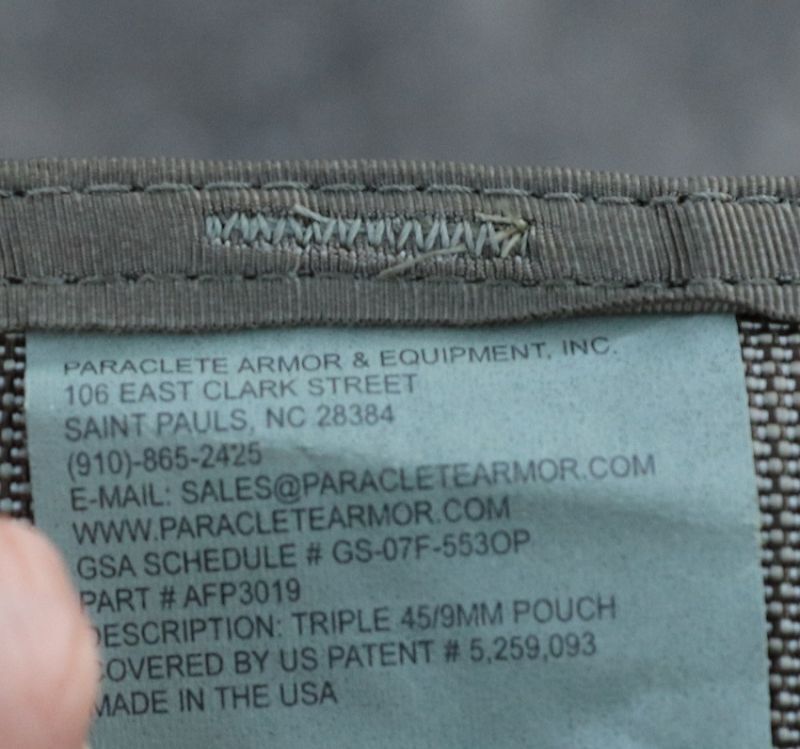 PARACLETE ARMOR & EQUIPMENT, INC.
106 EAST CLARK STREET
SAINT PAULS, NC 28384
(910)-865-2425
E-MAIL: SALES@PARACLETEARMOR.COM
WWW.PARACLETEARMOR.COM
GSA SCHEDULE # GS-07F-553OP
PART # AFP3019
DESCRIPTION: TRIPLE 45/9MM POUCH
COVERED BY US PATENT # 5,259,093
MADE IN THE USA